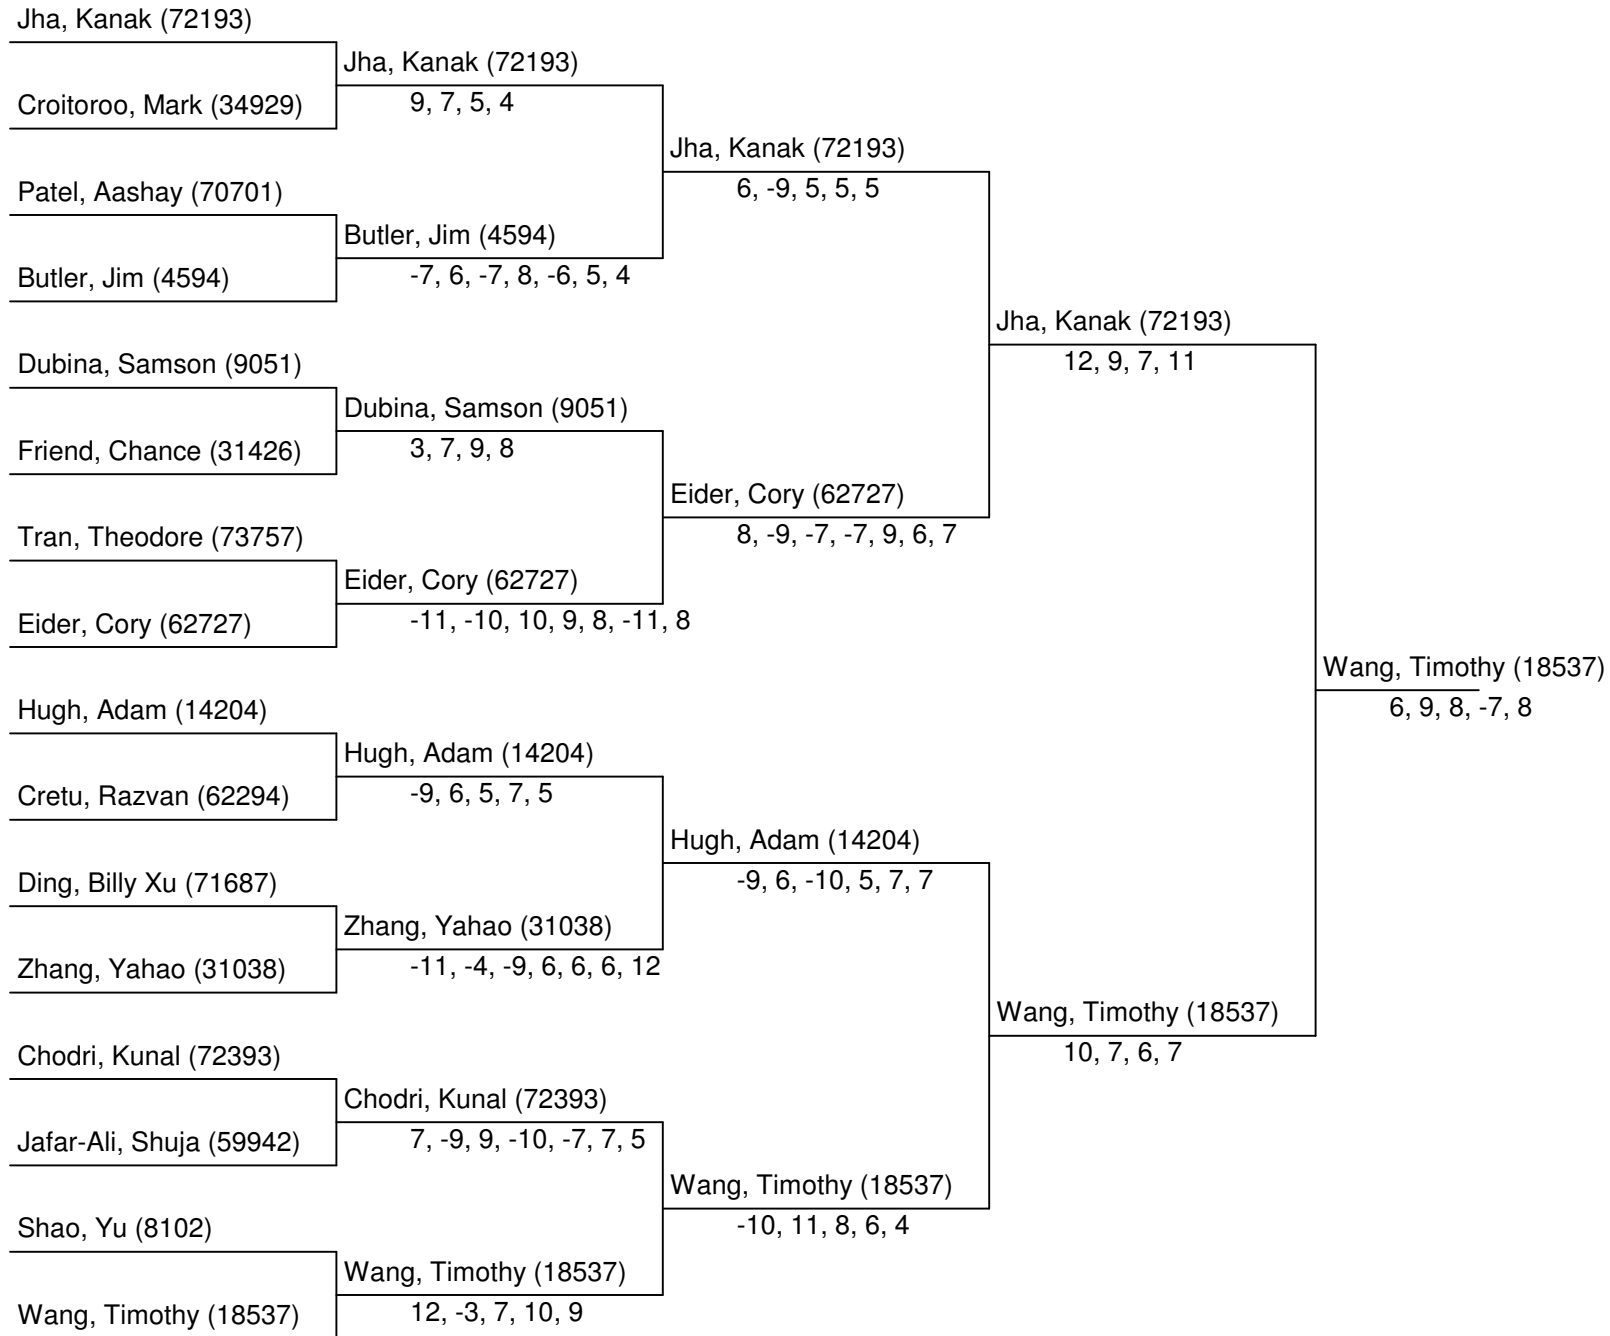 Jha, Kanak (72193)
Jha, Kanak (72193)
9, 7, 5, 4
Croitoroo, Mark (34929)
Jha, Kanak (72193)
6, -9, 5, 5, 5
Patel, Aashay (70701)
Butler, Jim (4594)
-7, 6, -7, 8, -6, 5, 4
Butler, Jim (4594)
Jha, Kanak (72193)
12, 9, 7, 11
Dubina, Samson (9051)
Dubina, Samson (9051)
3, 7, 9, 8
Friend, Chance (31426)
Eider, Cory (62727)
8, -9, -7, -7, 9, 6, 7
Tran, Theodore (73757)
Eider, Cory (62727)
-11, -10, 10, 9, 8, -11, 8
Eider, Cory (62727)
Wang, Timothy (18537)
6, 9, 8, -7, 8
Hugh, Adam (14204)
Hugh, Adam (14204)
-9, 6, 5, 7, 5
Cretu, Razvan (62294)
Hugh, Adam (14204)
-9, 6, -10, 5, 7, 7
Ding, Billy Xu (71687)
Zhang, Yahao (31038)
-11, -4, -9, 6, 6, 6, 12
Zhang, Yahao (31038)
Wang, Timothy (18537)
10, 7, 6, 7
Chodri, Kunal (72393)
Chodri, Kunal (72393)
7, -9, 9, -10, -7, 7, 5
Jafar-Ali, Shuja (59942)
Wang, Timothy (18537)
-10, 11, 8, 6, 4
Shao, Yu (8102)
Wang, Timothy (18537)
12, -3, 7, 10, 9
Wang, Timothy (18537)